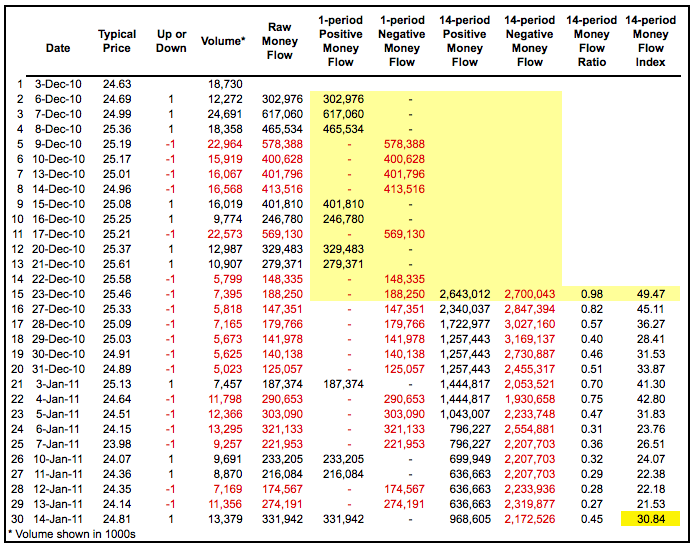 Date Typical Price Up or Down Volume* Raw Money Flow 1-period Positive Money Flow 1-period Negative Money Flow 14-period Positive Money Flow 14-period Negative Money Flow 14-period Money Flow Ratio 14-period Money Flow Index
1 3-Dec-10 24.63 18,730
2 6-Dec-10 24.69 1 12,272 302,976 302,976 -
3 7-Dec-10 24.99 1 24,691 617,060 617,060 -
4 8-Dec-10 25.36 1 18,358 465,534 465,534 -
5 9-Dec-10 25.19 -1 22,964 578,388 - 578,388
6 10-Dec-10 25.17 -1 15,919 400,628 - 400,628
7 13-Dec-10 25.01 -1 16,067 401,796 - 401,796
8 14-Dec-10 24.96 -1 16,568 413,516 - 413,516
9 15-Dec-10 25.08 1 16,019 401,810 401,810 -
10 16-Dec-10 25.25 1 9,774 246,780 246,780 -
11 17-Dec-10 25.21 -1 22,573 569,130 - 569,130
12 20-Dec-10 25.37 1 12,987 329,483 329,483 -
13 21-Dec-10 25.61 1 10,907 279,371 279,371 -
14 22-Dec-10 25.58 -1 5,799 148,335 - 148,335
15 23-Dec-10 25.46 -1 7,395 188,250 - 188,250 2,643,012 2,700,043 0.98 49.47
16 27-Dec-10 25.33 -1 5,818 147,351 - 147,351 2,340,037 2,847,394 0.82 45.11
17 28-Dec-10 25.09 -1 7,165 179,766 - 179,766 1,722,977 3,027,160 0.57 36.27
18 29-Dec-10 25.03 -1 5,673 141,978 - 141,978 1,257,443 3,169,137 0.40 28.41
19 30-Dec-10 24.91 -1 5,625 140,138 - 140,138 1,257,443 2,730,887 0.46 31.53
20 31-Dec-10 24.89 -1 5,023 125,057 - 125,057 1,257,443 2,455,317 0.51 33.87
21 3-Jan-11 25.13 1 7,457 187,374 187,374 - 1,444,817 2,053,521 0.70 41.30
22 4-Jan-11 24.64 -1 11,798 290,653 - 290,653 1,444,817 1,930,658 0.75 42.80
23 5-Jan-11 24.51 -1 12,366 303,090 - 303,090 1,043,007 2,233,748 0.47 31.83
24 6-Jan-11 24.15 -1 13,295 321,133 - 321,133 796,227 2,554,881 0.31 23.76
25 7-Jan-11 23.98 -1 9,257 221,953 - 221,953 796,227 2,207,703 0.36 26.51
26 10-Jan-11 24.07 1 9,691 233,205 233,205 - 699,949 2,207,703 0.32 24.07
27 11-Jan-11 24.36 1 8,870 216,084 216,084 - 636,663 2,207,703 0.29 22.38
28 12-Jan-11 24.35 -1 7,169 174,567 - 174,567 636,663 2,233,936 0.28 22.18
29 13-Jan-11 24.14 -1 11,356 274,191 - 274,191 636,663 2,319,877 0.27 21.53
30 14-Jan-11 24.81 1 13,379 331,942 331,942 - 968,605 2,172,526 0.45 30.84
* Volume shown in 1000s